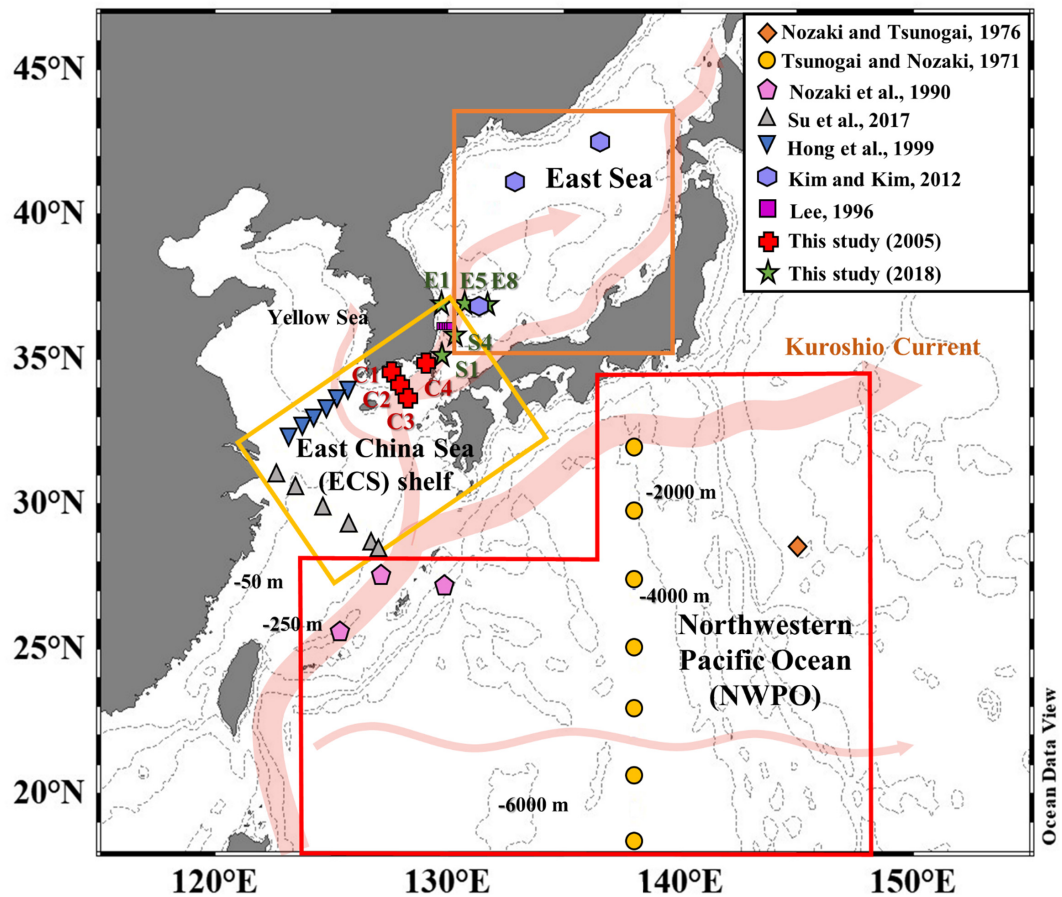 45°N
40°N
35°N
30°N
25°N
20°N
120°E
130°E
140°E
150°E
Nozaki and Tsunogai, 1976
Tsunogai and Nozaki, 1971
Nozaki et al., 1990
Su et al., 2017
Hong et al., 1999
Kim and Kim, 2012
Lee, 1996
This study (2005)
This study (2018)
East Sea
E1
E5
E8
Yellow Sea
S4
S1
C1
C2
C3
C4
Kuroshio Current
East China Sea
(ECS) shelf
-2000 m
-50 m
-4000 m
-250 m
Northwestern
Pacific Ocean
(NWPO)
-6000 m
Ocean Data View